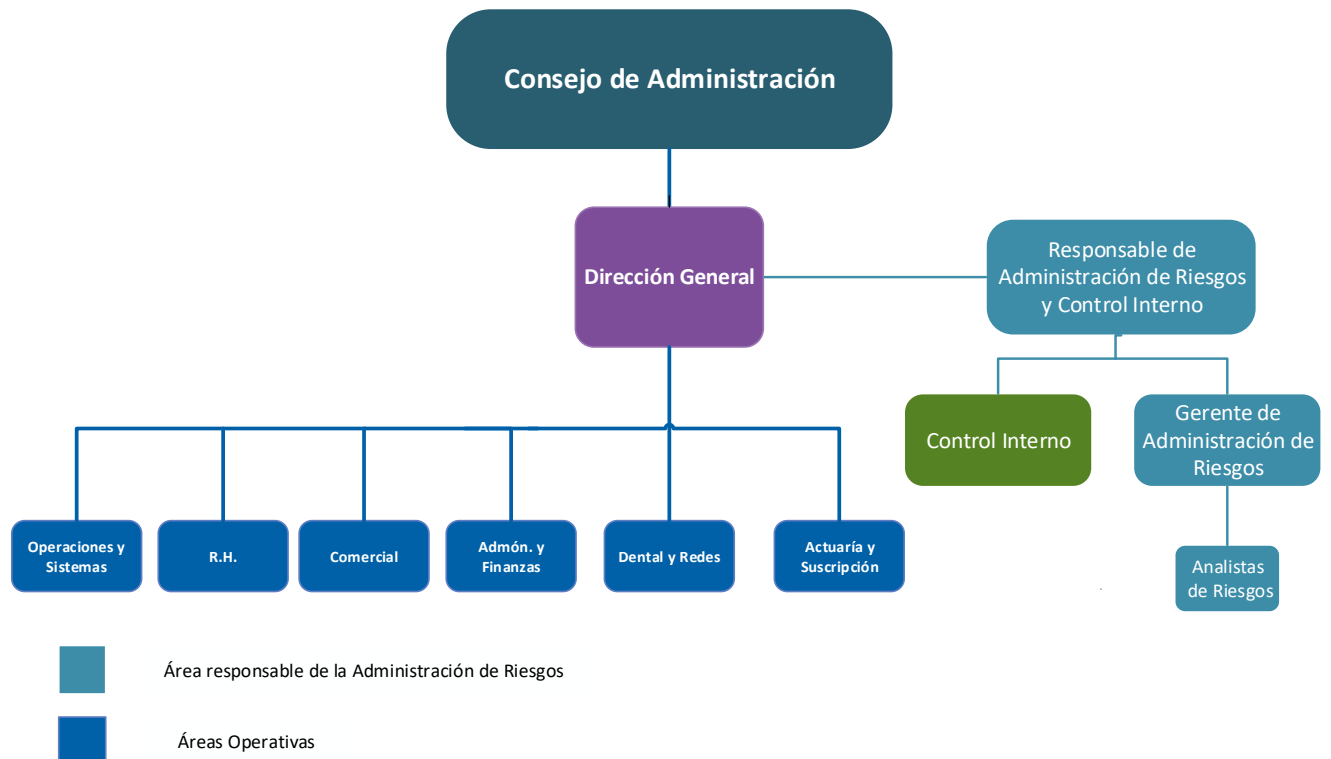 Consejo de Administración
Dirección General
Responsable de
Administración de Riesgos
y Control Interno
Control Interno
Gerente de
Administración de
Riesgos
Operaciones y
Sistemas
R.H.
Comercial
Admón. y
Finanzas
Dental y Redes
Actuaría y
Suscripción
Analistas
de Riesgos
Área responsable de la Administración de Riesgos
Áreas Operativas